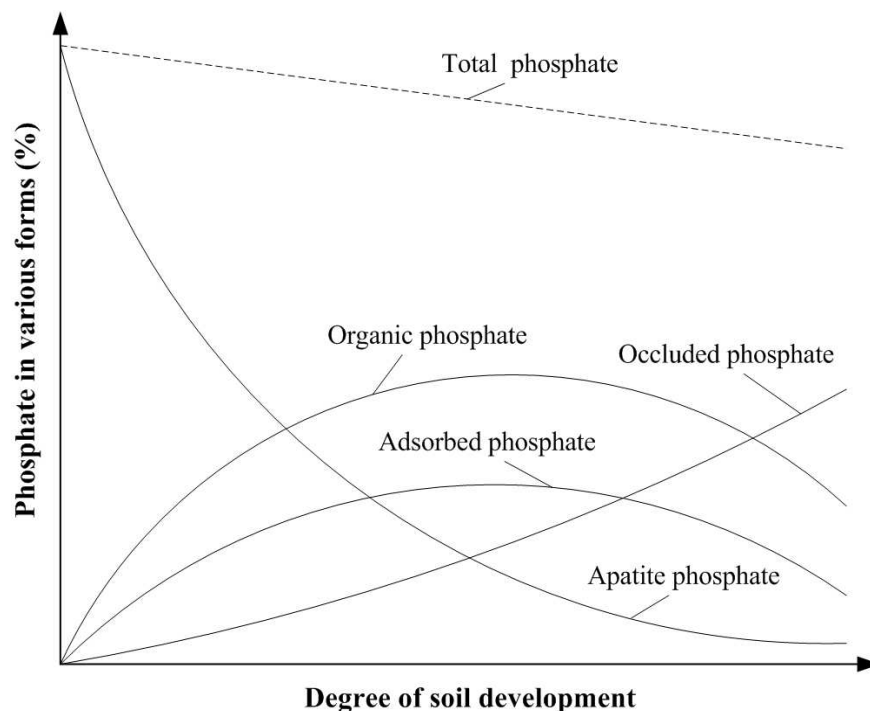 Total phosphate
Organic phosphate
Occluded phosphate
Adsorbed phosphate
Apatite phosphate
Phosphate in various forms (%)
Degree of soil development